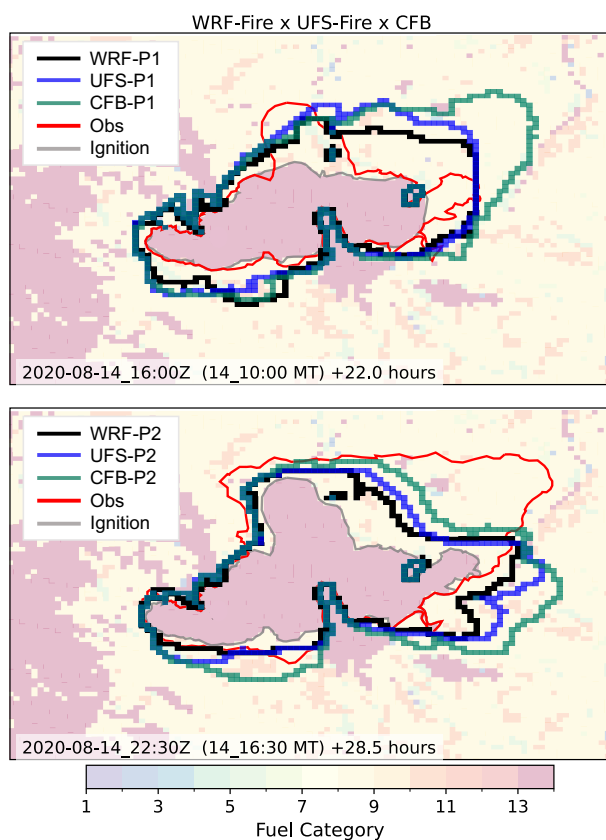 WRF-Fire x UFS-Fire x CFB
WRF-P1
UFS-P1
CFB-P1
Obs
Ignition
2020-08-14_16:00Z (14_10:00 MT) +22.0 hours
WRF-P2
UFS-P2
CFB-P2
Obs
Ignition
2020-08-14_22:30Z (14_16:30 MT) +28.5 hours
1 3 5 7 9 11 13
Fuel Category